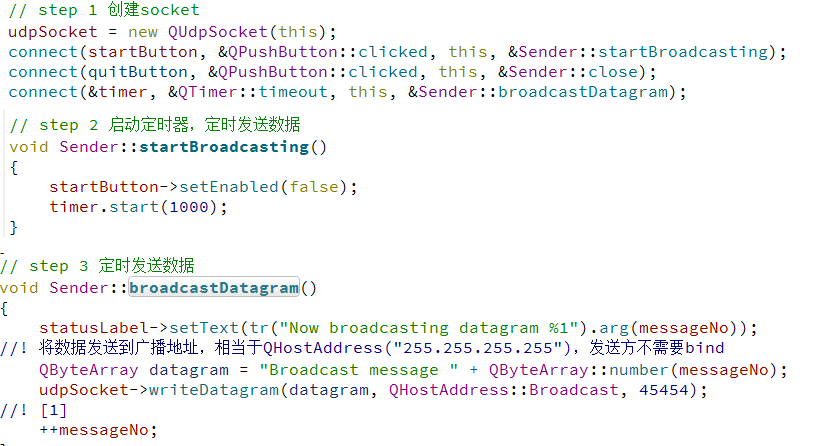 // step 1 创建socket
udpSocket = new QUdpSocket(this);
connect(startButton, &QPushButton::clicked, this, &Sender::startBroadcasting);
connect(quitButton, &QPushButton::clicked, this, &Sender::close);
connect(&timer, &QTimer::timeout, this, &Sender::broadcastDatagram);
// step 2 启动定时器，定时发送数据
void Sender::startBroadcasting()
{
    startButton->setEnabled(false);
    timer.start(1000);
}
// step 3 定时发送数据
void Sender::broadcastDatagram()
{
    statusLabel->setText(tr("Now broadcasting datagram %1").arg(messageNo));
//! 将数据发送到广播地址，相当于QHostAddress("255.255.255.255")，发送方不需要bind
    QByteArray datagram = "Broadcast message " + QByteArray::number(messageNo);
    udpSocket->writeDatagram(datagram, QHostAddress::Broadcast, 45454);
//! [1]
    ++messageNo;